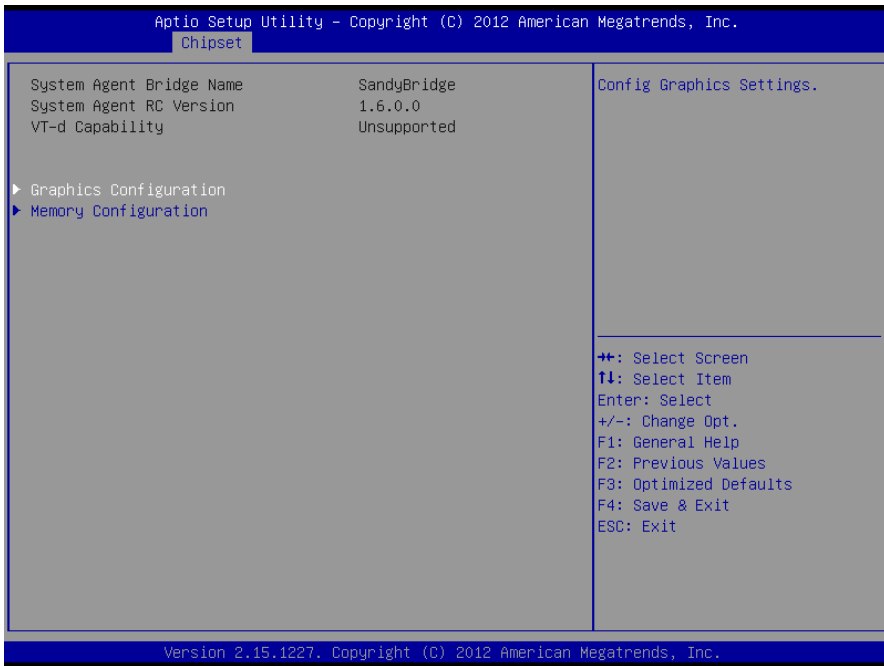 Aptio Setup Utility – Copyright (C) 2012 American Megatrends, Inc.
Chipset
System Agent Bridge Name SandyBridge
System Agent RC Version 1.6.0.0
VT-d Capability Unsupported
▶ Graphics Configuration
▶ Memory Configuration
Config Graphics Settings.
→←: Select Screen
↑↓: Select Item
Enter: Select
+/-: Change Opt.
F1: General Help
F2: Previous Values
F3: Optimized Defaults
F4: Save & Exit
ESC: Exit
Version 2.15.1227. Copyright (C) 2012 American Megatrends, Inc.